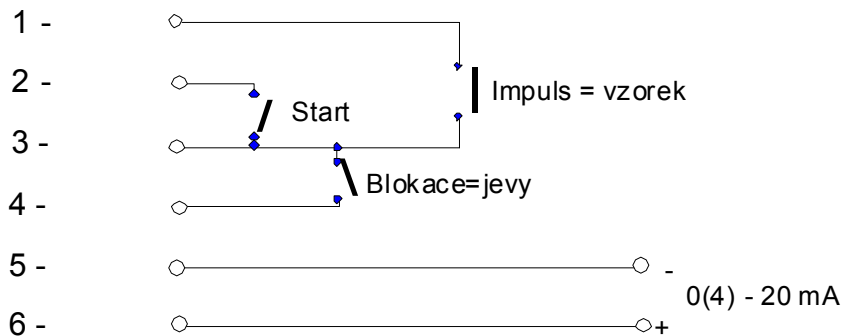 1 -
2 -
Impuls = vzorek
Start
3 -
Blokace=jevy
4 -
5 -
-
0(4) - 20 mA
6 -
+